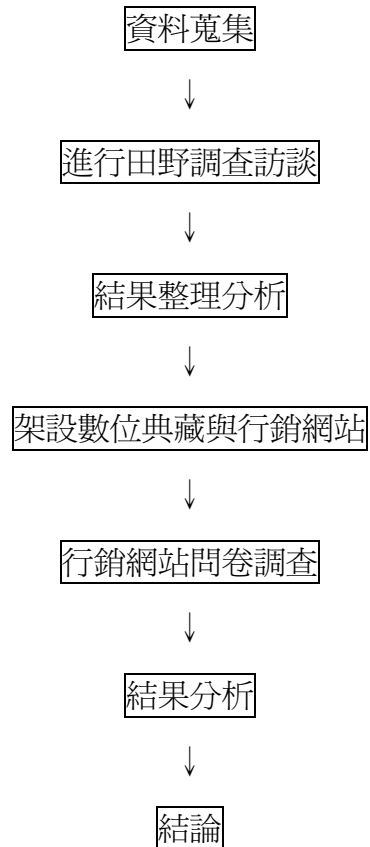 資料蒐集
↓
進行田野調查訪談
↓
結果整理分析
↓
架設數位典藏與行銷網站
↓
行銷網站問卷調查
↓
結果分析
↓
結論